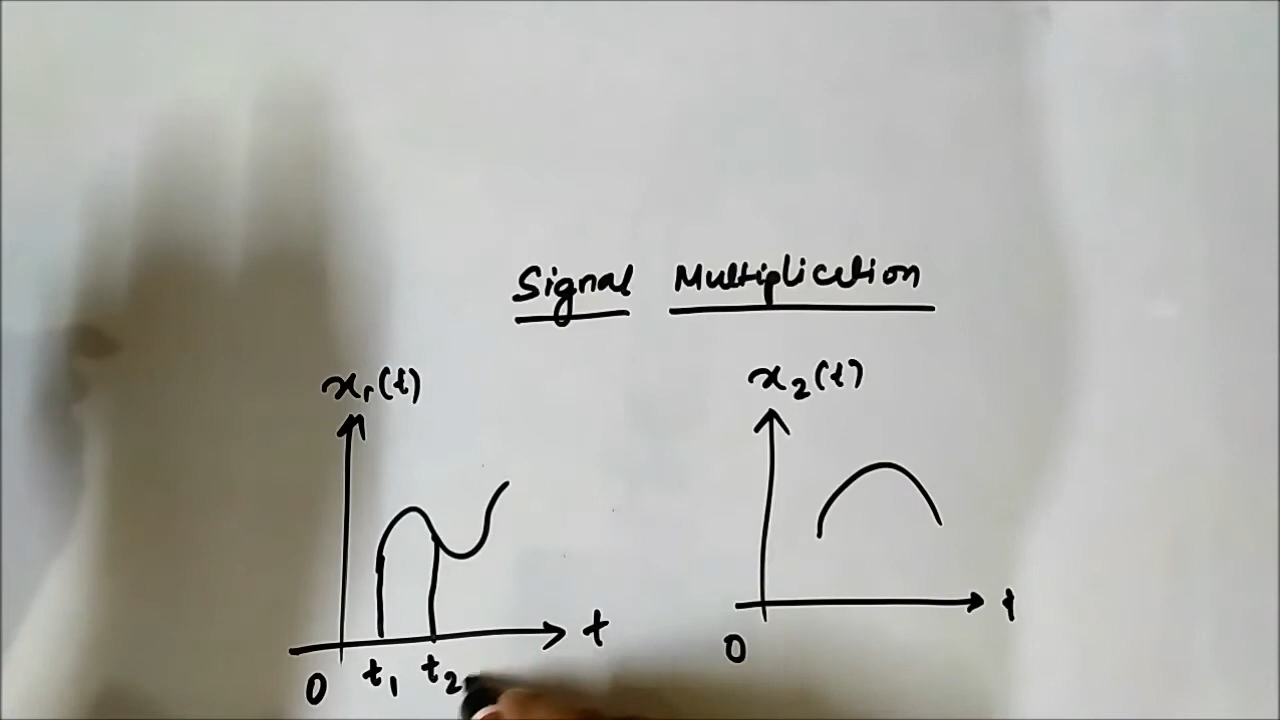 Signal Multiplication
x₁(t)
x₂(t)
t
t
0
0
t₁ t₂